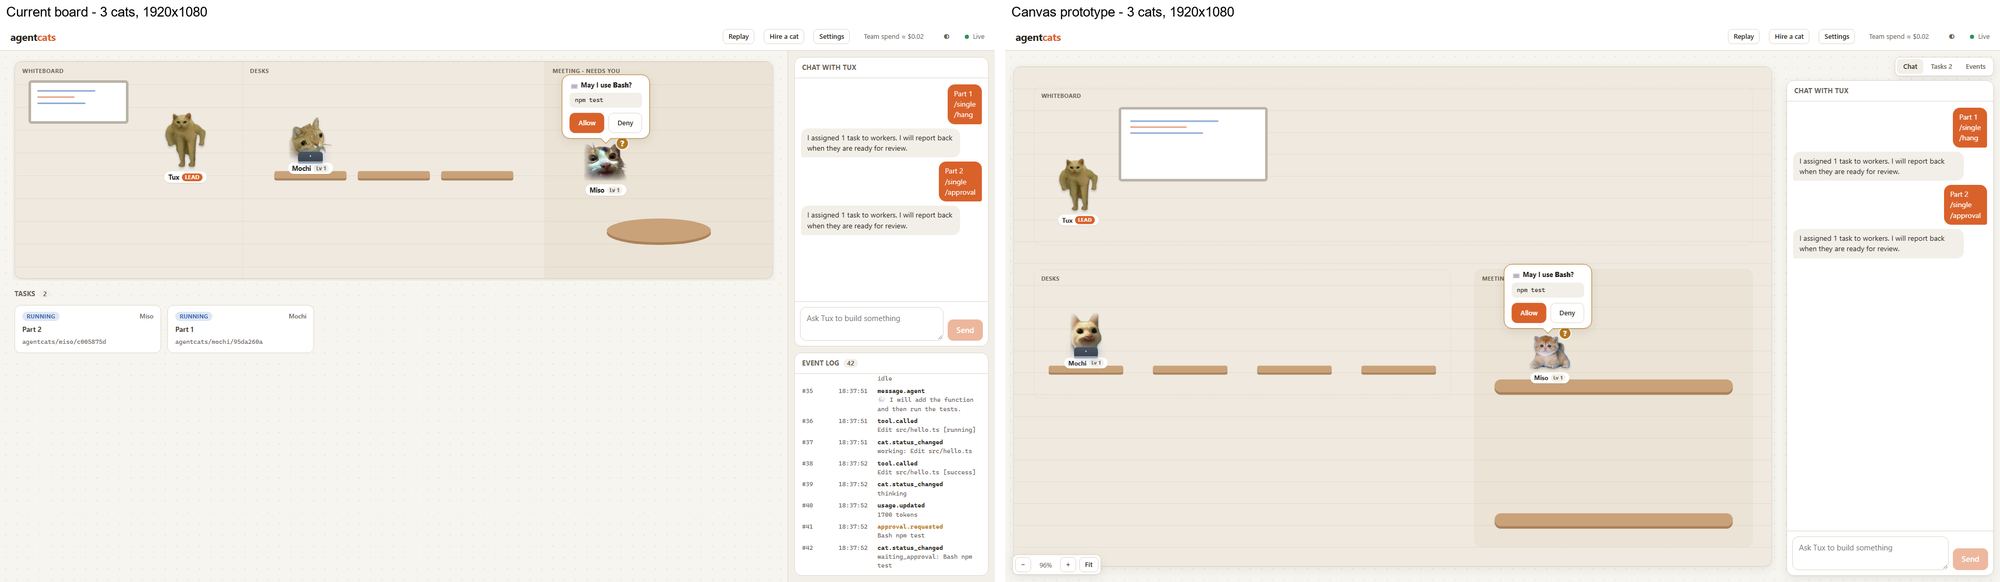 Current board - 3 cats, 1920x1080
agentcats
Replay
Hire a cat
Settings
Team spend ≈ $0.02
Live
WHITEBOARD
DESKS
MEETING - NEEDS YOU
May I use Bash?
npm test
Allow
Deny
?
Tux LEAD
Mochi Lv 1
Miso Lv 1
TASKS 2
RUNNING
Miso
Part 2
agentcats/miso/c005875d
RUNNING
Mochi
Part 1
agentcats/mochi/95da260a
CHAT WITH TUX
Part 1
/single
/hang
I assigned 1 task to workers. I will report back
when they are ready for review.
Part 2
/single
/approval
I assigned 1 task to workers. I will report back
when they are ready for review.
Ask Tux to build something
Send
EVENT LOG 42
idle
#35 18:37:51 message.agent
I will add the function
and then run the tests.
#36 18:37:51 tool.called
Edit src/hello.ts [running]
#37 18:37:51 cat.status_changed
working: Edit src/hello.ts
#38 18:37:52 tool.called
Edit src/hello.ts [success]
#39 18:37:52 cat.status_changed
thinking
#40 18:37:52 usage.updated
1700 tokens
#41 18:37:52 approval.requested
Bash npm test
#42 18:37:52 cat.status_changed
waiting_approval: Bash npm
test
Canvas prototype - 3 cats, 1920x1080
agentcats
Replay
Hire a cat
Settings
Team spend ≈ $0.02
Live
Chat
Tasks 2
Events
WHITEBOARD
Tux LEAD
DESKS
MEETIN
May I use Bash?
npm test
Allow
Deny
?
Mochi Lv 1
Miso Lv 1
− 96% + Fit
CHAT WITH TUX
Part 1
/single
/hang
I assigned 1 task to workers. I will report back
when they are ready for review.
Part 2
/single
/approval
I assigned 1 task to workers. I will report back
when they are ready for review.
Ask Tux to build something
Send